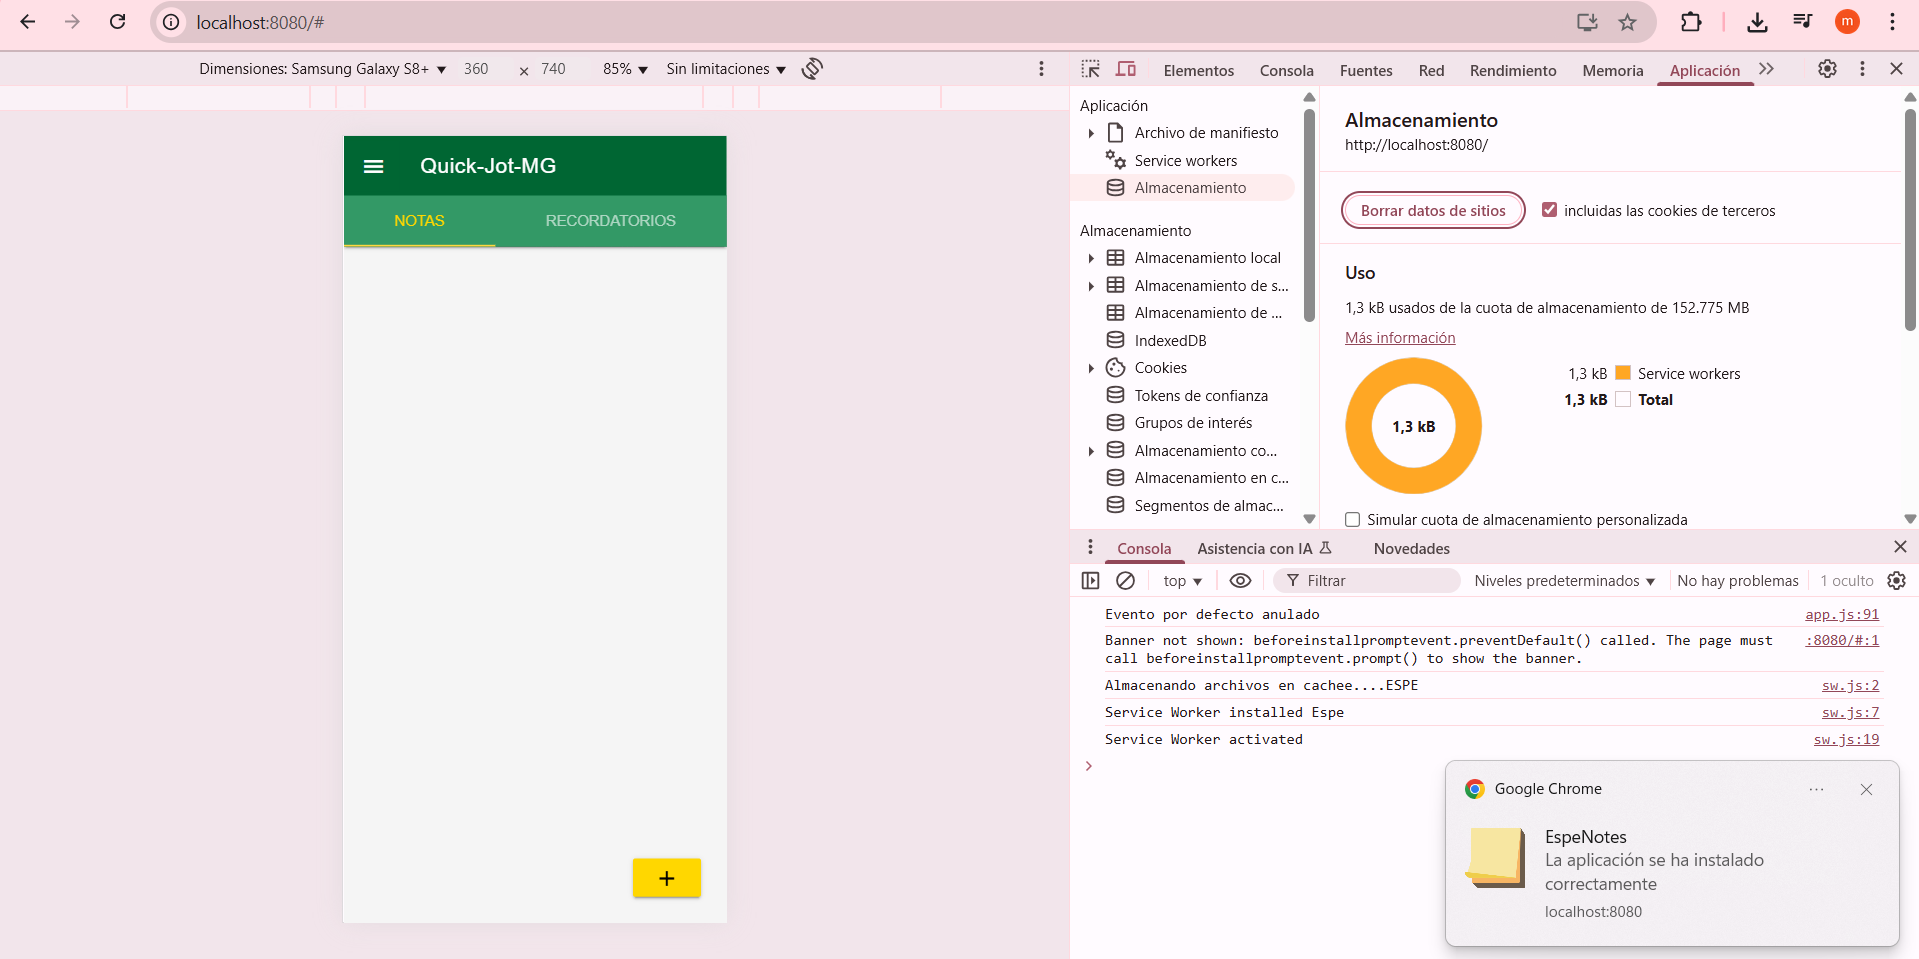 localhost:8080/#
m
Dimensiones: Samsung Galaxy S8+ ▼ 360 × 740 85% ▼ Sin limitaciones ▼
Quick-Jot-MG
NOTAS RECORDATORIOS
+
Elementos Consola Fuentes Red Rendimiento Memoria Aplicación
Aplicación
Archivo de manifiesto
Service workers
Almacenamiento
Almacenamiento
Almacenamiento local
Almacenamiento de s...
Almacenamiento de ...
IndexedDB
Cookies
Tokens de confianza
Grupos de interés
Almacenamiento co...
Almacenamiento en c...
Segmentos de almac...
Almacenamiento
http://localhost:8080/
Borrar datos de sitios incluidas las cookies de terceros
Uso
1,3 kB usados de la cuota de almacenamiento de 152.775 MB
Más información
1,3 kB
1,3 kB Service workers
1,3 kB Total
Simular cuota de almacenamiento personalizada
Consola Asistencia con IA Novedades
top ▼ Filtrar Niveles predeterminados ▼ No hay problemas 1 oculto
Evento por defecto anulado app.js:91
Banner not shown: beforeinstallpromptevent.preventDefault() called. The page must :8080/#:1
call beforeinstallpromptevent.prompt() to show the banner.
Almacenando archivos en cachee....ESPE sw.js:2
Service Worker installed Espe sw.js:7
Service Worker activated sw.js:19
Google Chrome
EspeNotes
La aplicación se ha instalado
correctamente
localhost:8080